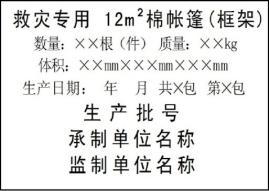 救灾专用 12m²棉帐篷(框架)
数量：××根（件） 质量：××kg
体积：××mm×××mm×××mm
生产日期： 年 月 共×包 第×包
生产批号
承制单位名称
监制单位名称